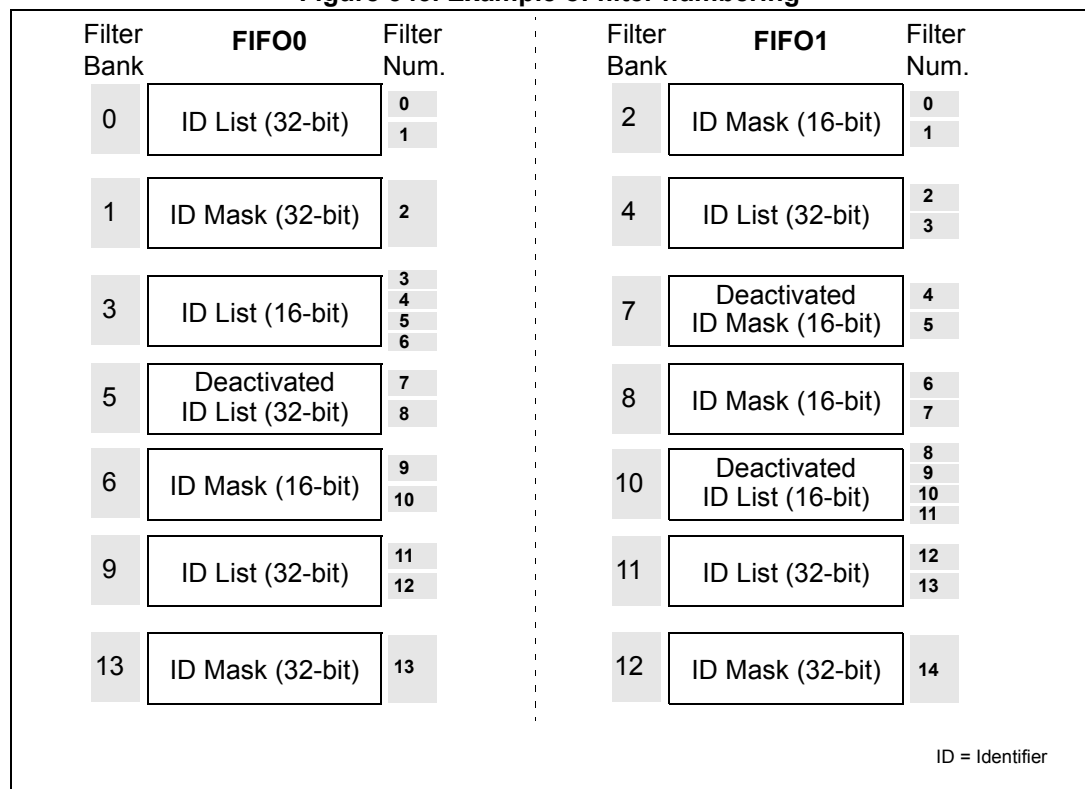 Filter Bank FIFO0 Filter Num.
0 ID List (32-bit) 0 1
1 ID Mask (32-bit) 2
3 ID List (16-bit) 3 4 5 6
5 Deactivated ID List (32-bit) 7 8
6 ID Mask (16-bit) 9 10
9 ID List (32-bit) 11 12
13 ID Mask (32-bit) 13
Filter Bank FIFO1 Filter Num.
2 ID Mask (16-bit) 0 1
4 ID List (32-bit) 2 3
7 Deactivated ID Mask (16-bit) 4 5
8 ID Mask (16-bit) 6 7
10 Deactivated ID List (16-bit) 8 9 10 11
11 ID List (32-bit) 12 13
12 ID Mask (32-bit) 14
ID = Identifier